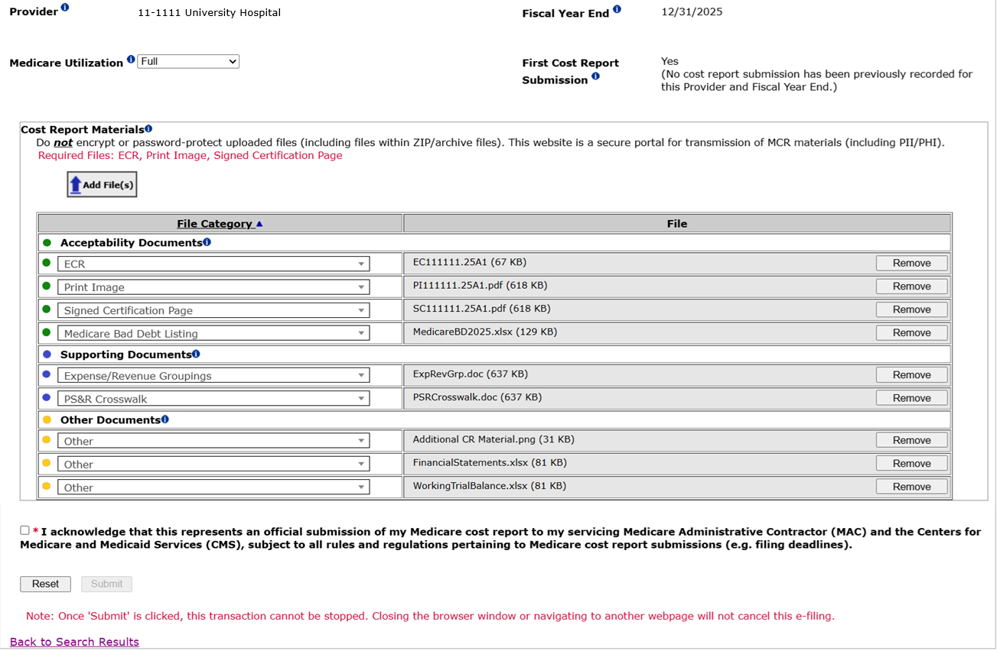 Provider 11-1111 University Hospital Fiscal Year End 12/31/2025
Medicare Utilization Full First Cost Report Submission Yes
(No cost report submission has been previously recorded for
this Provider and Fiscal Year End.)
Cost Report Materials
Do not encrypt or password-protect uploaded files (including files within ZIP/archive files). This website is a secure portal for transmission of MCR materials (including PII/PHI).
Required Files: ECR, Print Image, Signed Certification Page
Add File(s)
File Category ▲ File
Acceptability Documents
ECR EC111111.25A1 (67 KB) Remove
Print Image PI111111.25A1.pdf (618 KB) Remove
Signed Certification Page SC111111.25A1.pdf (618 KB) Remove
Medicare Bad Debt Listing MedicareBD2025.xlsx (129 KB) Remove
Supporting Documents
Expense/Revenue Groupings ExpRevGrp.doc (637 KB) Remove
PS&R Crosswalk PSRCrosswalk.doc (637 KB) Remove
Other Documents
Other Additional CR Material.png (31 KB) Remove
Other FinancialStatements.xlsx (81 KB) Remove
Other WorkingTrialBalance.xlsx (81 KB) Remove
* I acknowledge that this represents an official submission of my Medicare cost report to my servicing Medicare Administrative Contractor (MAC) and the Centers for
Medicare and Medicaid Services (CMS), subject to all rules and regulations pertaining to Medicare cost report submissions (e.g. filing deadlines).
Reset Submit
Note: Once 'Submit' is clicked, this transaction cannot be stopped. Closing the browser window or navigating to another webpage will not cancel this e-filing.
Back to Search Results